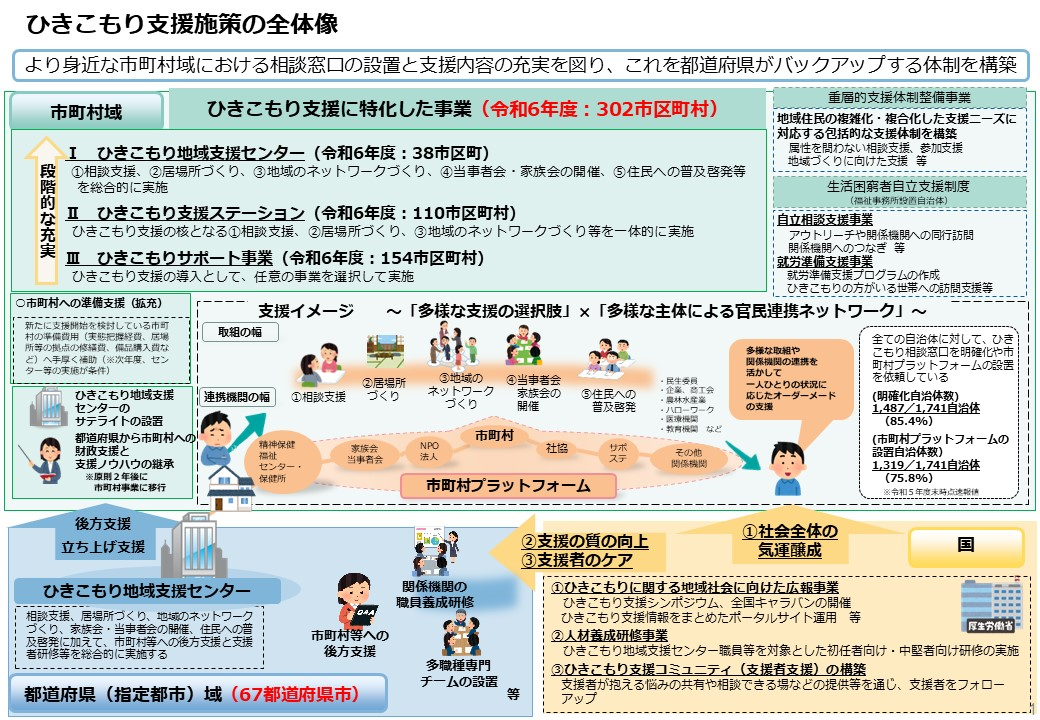 ひきこもり支援施策の全体像
より身近な市町村域における相談窓口の設置と支援内容の充実を図り、これを都道府県がバックアップする体制を構築
市町村域
ひきこもり支援に特化した事業（令和6年度：302市区町村）
段階的な充実
Ⅰ　ひきこもり地域支援センター（令和6年度：38市区町）
①相談支援、②居場所づくり、③地域のネットワークづくり、④当事者会・家族会の開催、⑤住民への普及啓発等
を総合的に実施
Ⅱ　ひきこもり支援ステーション（令和6年度：110市区町村）
ひきこもり支援の核となる①相談支援、②居場所づくり、③地域のネットワークづくり等を一体的に実施
Ⅲ　ひきこもりサポート事業（令和6年度：154市区町村）
ひきこもり支援の導入として、任意の事業を選択して実施
重層的支援体制整備事業
地域住民の複雑化・複合化した支援ニーズに
対応する包括的な支援体制を構築
属性を問わない相談支援、参加支援
地域づくりに向けた支援　等
生活困窮者自立支援制度
（福祉事務所設置自治体）
自立相談支援事業
アウトリーチや関係機関への同行訪問
関係機関へのつなぎ　等
就労準備支援事業
就労準備支援プログラムの作成
ひきこもりの方がいる世帯への訪問支援等
○市町村への準備支援（拡充）
新たに支援開始を検討している市町
村の準備費用（実態把握経費、居場
所等の拠点の修繕費、備品購入費な
ど）へ手厚く補助（※次年度、セン
ター等の実施が条件）
ひきこもり地域支援
センターの
サテライトの設置
都道府県から市町村への
財政支援と
支援ノウハウの継承
※原則２年後に
市町村事業に移行
支援イメージ　～「多様な支援の選択肢」×「多様な主体による官民連携ネットワーク」～
取組の幅
①相談支援
②居場所
づくり
③地域の
ネットワーク
づくり
④当事者会
家族会の
開催
⑤住民への
普及啓発
連携機関の幅
・民生委員
・企業、商工会
・農林水産業
・ハローワーク
・医療機関
・教育機関　など
精神保健
福祉
センター・
保健所
家族会
当事者会
NPO
法人
市町村
社協
サポ
ステ
その他
関係機関
市町村プラットフォーム
多様な取組や
関係機関の連携を
活かして
一人ひとりの状況に
応じたオーダーメード
の支援
全ての自治体に対して、ひき
こもり相談窓口を明確化や市
町村プラットフォームの設置
を依頼している
(明確化自治体数)
1,487／1,741自治体
（85.4％）
(市町村プラットフォームの
設置自治体数）
1,319／1,741自治体
（75.8％）
※令和５年度末時点速報値
後方支援
立ち上げ支援
ひきこもり地域支援センター
相談支援、居場所づくり、地域のネットワーク
づくり、家族会・当事者会の開催、住民への普
及啓発に加えて、市町村等への後方支援と支援
者研修等を総合的に実施する
都道府県（指定都市）域（67都道府県市）
Q&A
市町村等への
後方支援
関係機関の
職員養成研修
多職種専門
チームの設置
等
②支援の質の向上
③支援者のケア
①社会全体の
気運醸成
国
①ひきこもりに関する地域社会に向けた広報事業
ひきこもり支援シンポジウム、全国キャラバンの開催
ひきこもり支援情報をまとめたポータルサイト運用　等
厚生労働省
②人材養成研修事業
ひきこもり地域支援センター職員等を対象とした初任者向け・中堅者向け研修の実施
③ひきこもり支援コミュニティ（支援者支援）の構築
支援者が抱える悩みの共有や相談できる場などの提供等を通じ、支援者をフォロー
アップ